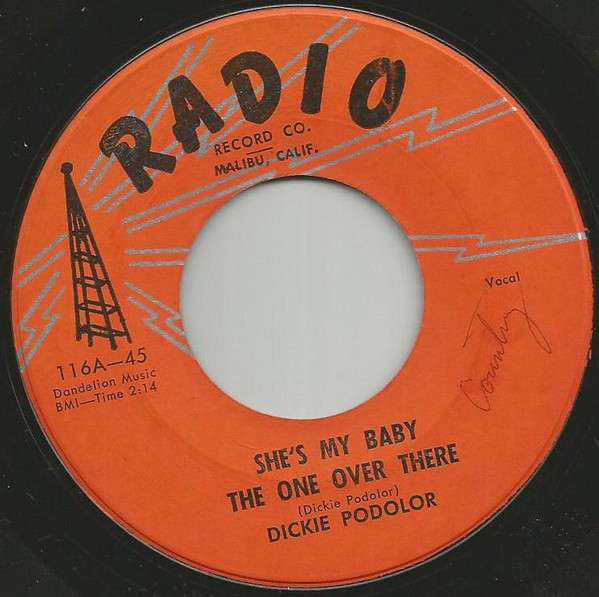 RADIO
RECORD CO.
MALIBU, CALIF.
Vocal
Country
116A—45
Dandelion Music
BMI—Time 2:14
SHE'S MY BABY
THE ONE OVER THERE
(Dickie Podolor)
DICKIE PODOLOR